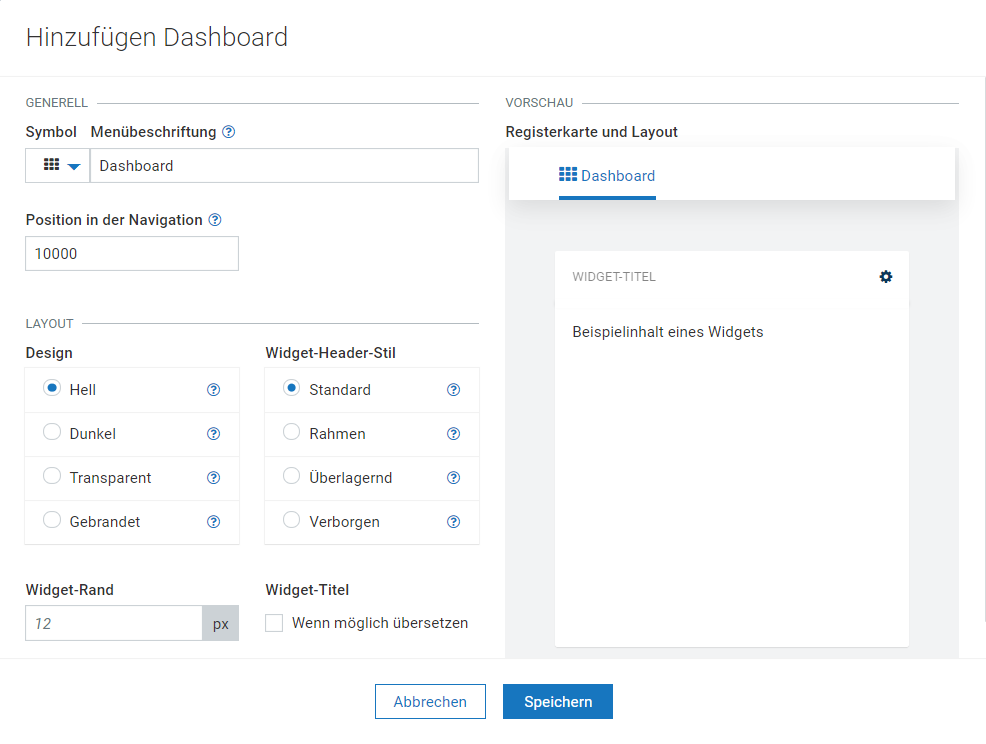 Hinzufügen Dashboard
GENERELL
Symbol Menübeschriftung
Dashboard
Position in der Navigation
10000
LAYOUT
Design
Hell
Dunkel
Transparent
Gebrandet
Widget-Header-Stil
Standard
Rahmen
Überlagernd
Verborgen
Widget-Rand
12 px
Widget-Titel
Wenn möglich übersetzen
VORSCHAU
Registerkarte und Layout
Dashboard
WIDGET-TITEL
Beispielinhalt eines Widgets
Abbrechen
Speichern